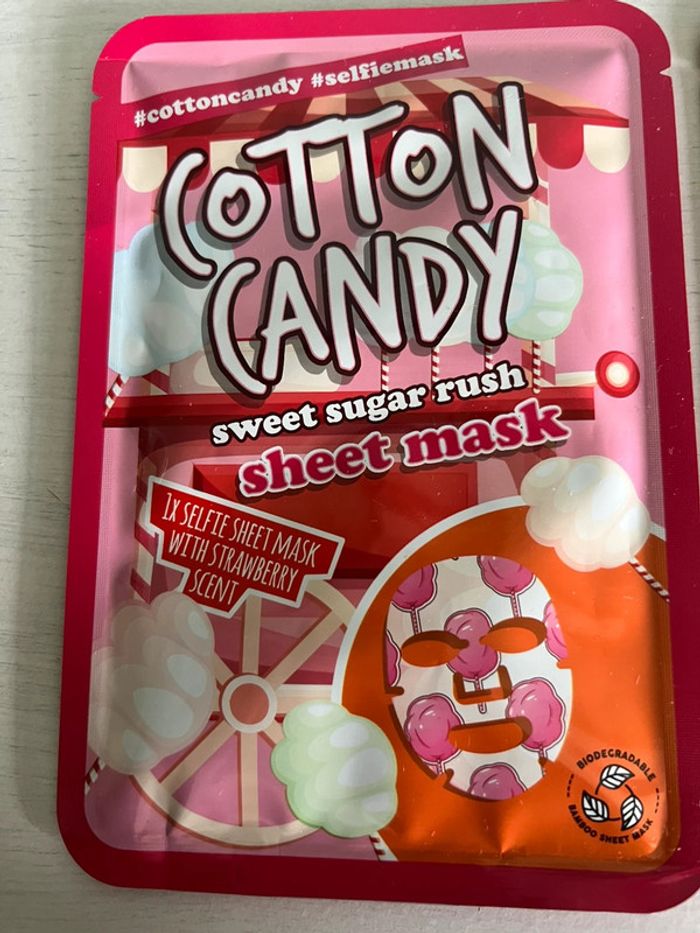 #cottoncandy #selfiemask
COTTON
CANDY
sweet sugar rush
sheet mask
1X SELFIE SHEET MASK
WITH STRAWBERRY
SCENT
BIODEGRADABLE
BAMBOO SHEET MASK